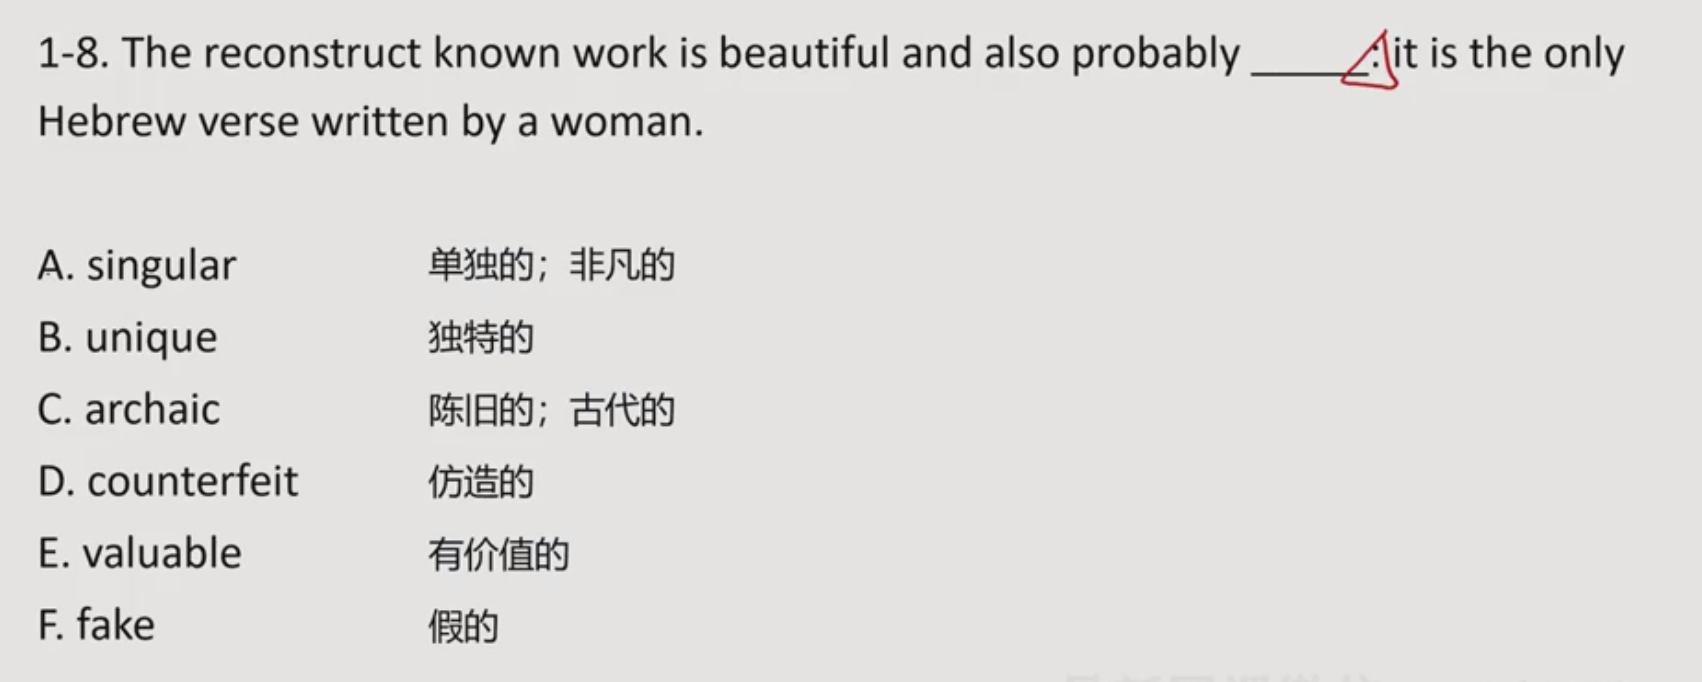 1-8. The reconstruct known work is beautiful and also probably _____: it is the only
Hebrew verse written by a woman.
A. singular 单独的；非凡的
B. unique 独特的
C. archaic 陈旧的；古代的
D. counterfeit 仿造的
E. valuable 有价值的
F. fake 假的